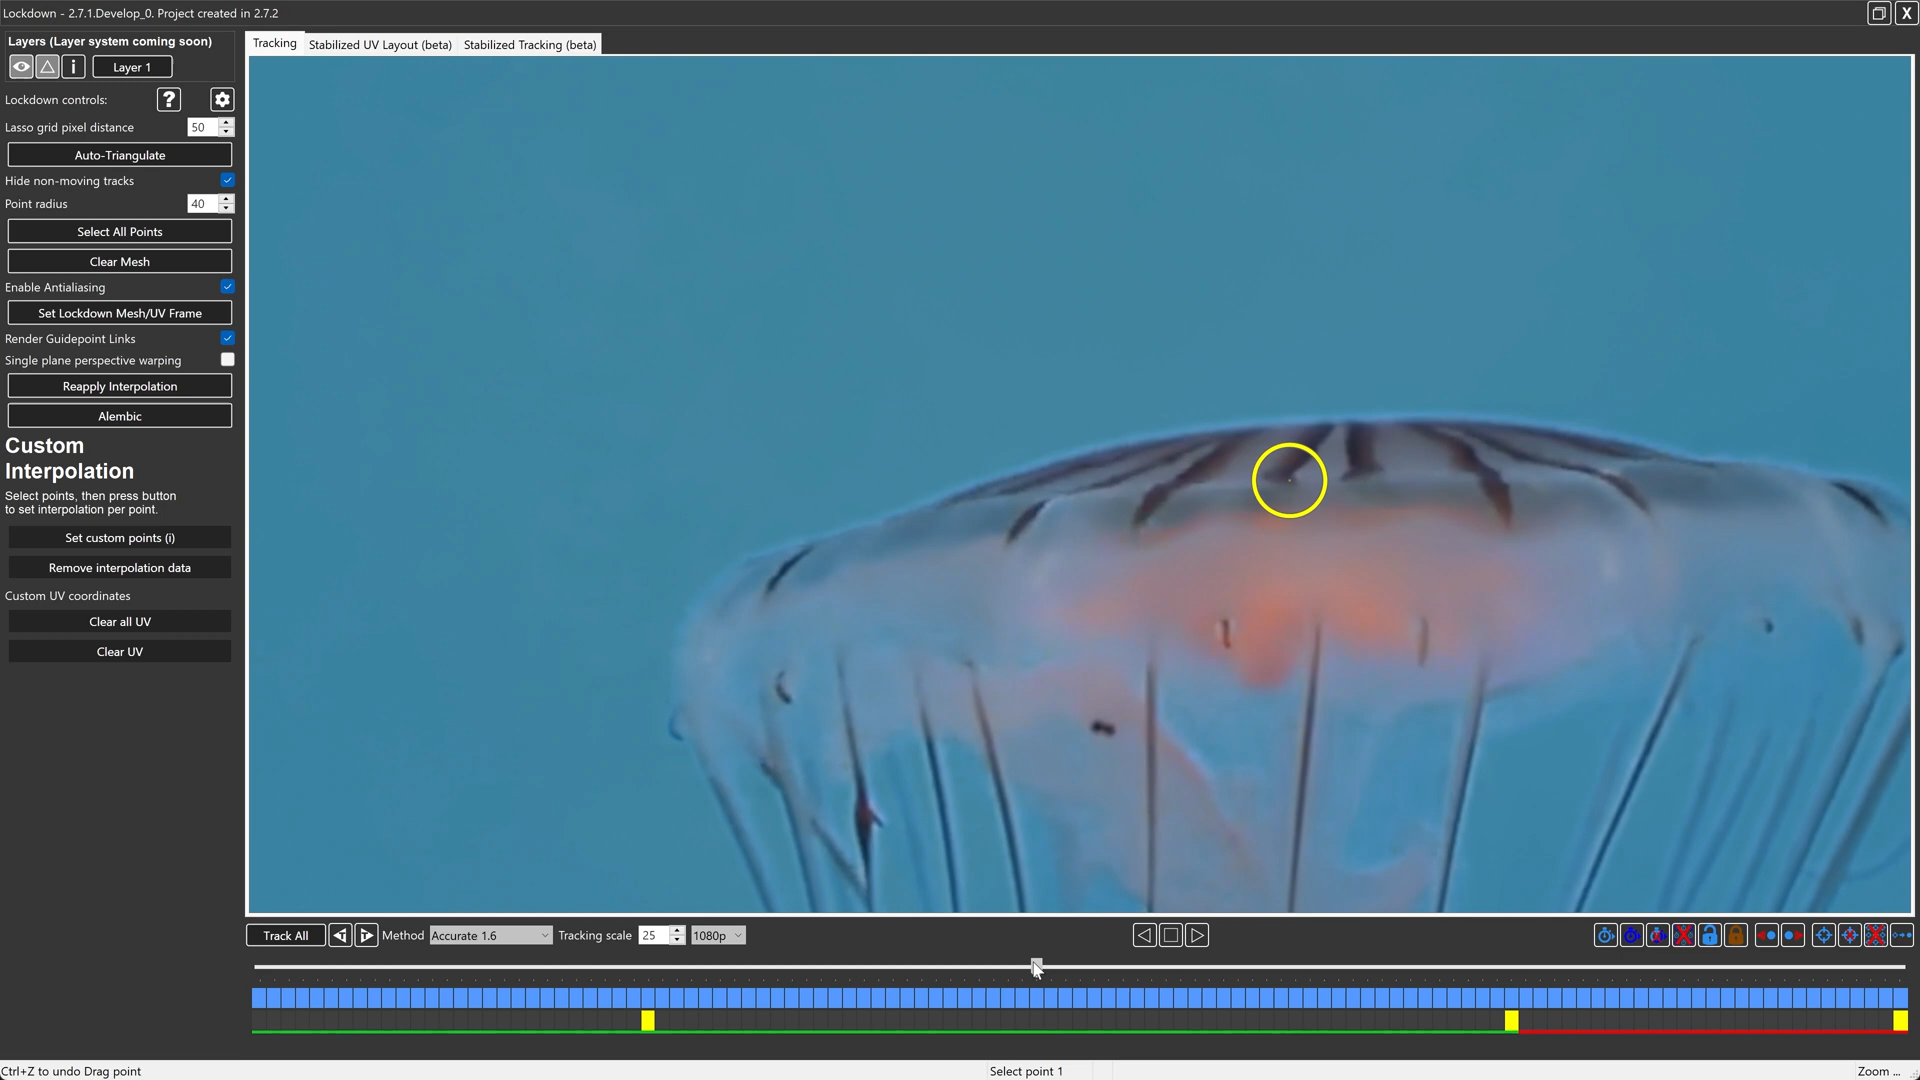 Lockdown - 2.7.1.Develop_0. Project created in 2.7.2
X
Layers (Layer system coming soon)
i
Layer 1
Tracking
Stabilized UV Layout (beta)
Stabilized Tracking (beta)
Lockdown controls:
?
Lasso grid pixel distance
50
Auto-Triangulate
Hide non-moving tracks
Point radius
40
Select All Points
Clear Mesh
Enable Antialiasing
Set Lockdown Mesh/UV Frame
Render Guidepoint Links
Single plane perspective warping
Reapply Interpolation
Alembic
Custom
Interpolation
Select points, then press button
to set interpolation per point.
Set custom points (i)
Remove interpolation data
Custom UV coordinates
Clear all UV
Clear UV
Track All
Method
Accurate 1.6
Tracking scale
25
1080p
Ctrl+Z to undo Drag point
Select point 1
Zoom ...